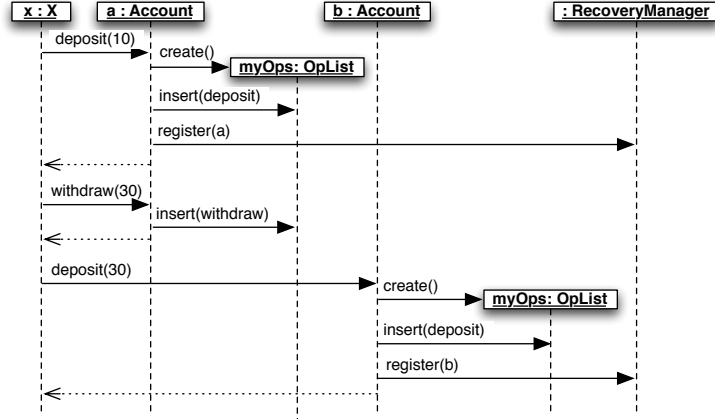 x : X
a : Account
b : Account
: RecoveryManager
deposit(10)
create()
myOps: OpList
insert(deposit)
register(a)
withdraw(30)
insert(withdraw)
deposit(30)
create()
myOps: OpList
insert(deposit)
register(b)